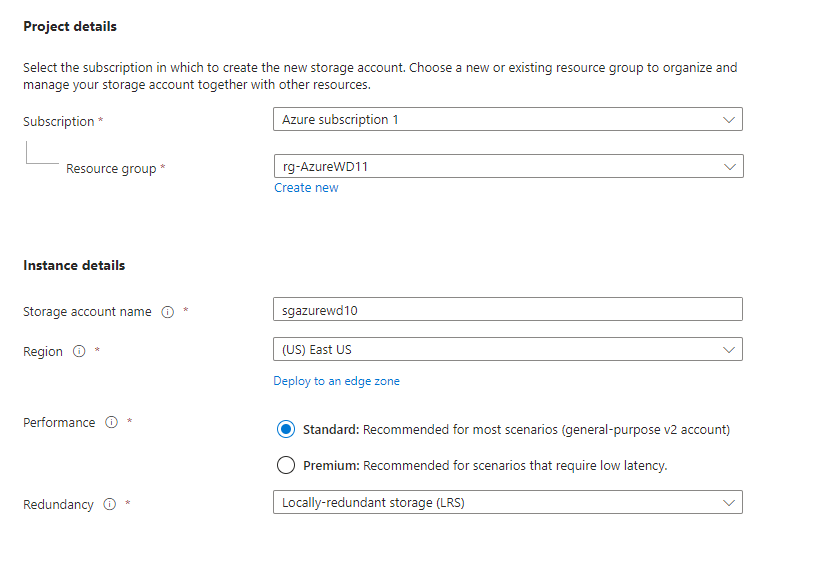 Project details
Select the subscription in which to create the new storage account. Choose a new or existing resource group to organize and
manage your storage account together with other resources.
Subscription *
Azure subscription 1
Resource group *
rg-AzureWD11
Create new
Instance details
Storage account name *
sgazurewd10
Region *
(US) East US
Deploy to an edge zone
Performance *
Standard: Recommended for most scenarios (general-purpose v2 account)
Premium: Recommended for scenarios that require low latency.
Redundancy *
Locally-redundant storage (LRS)